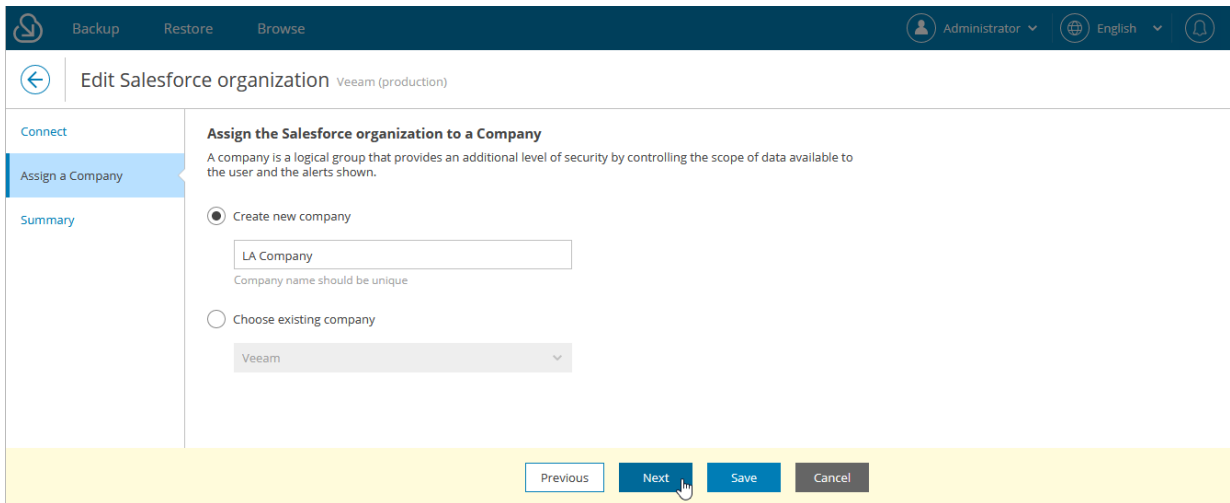 Backup Restore Browse Administrator English
Edit Salesforce organization Veeam (production)
Connect
Assign a Company
Summary
Assign the Salesforce organization to a Company
A company is a logical group that provides an additional level of security by controlling the scope of data available to
the user and the alerts shown.
Create new company
LA Company
Company name should be unique
Choose existing company
Veeam
Previous Next Save Cancel